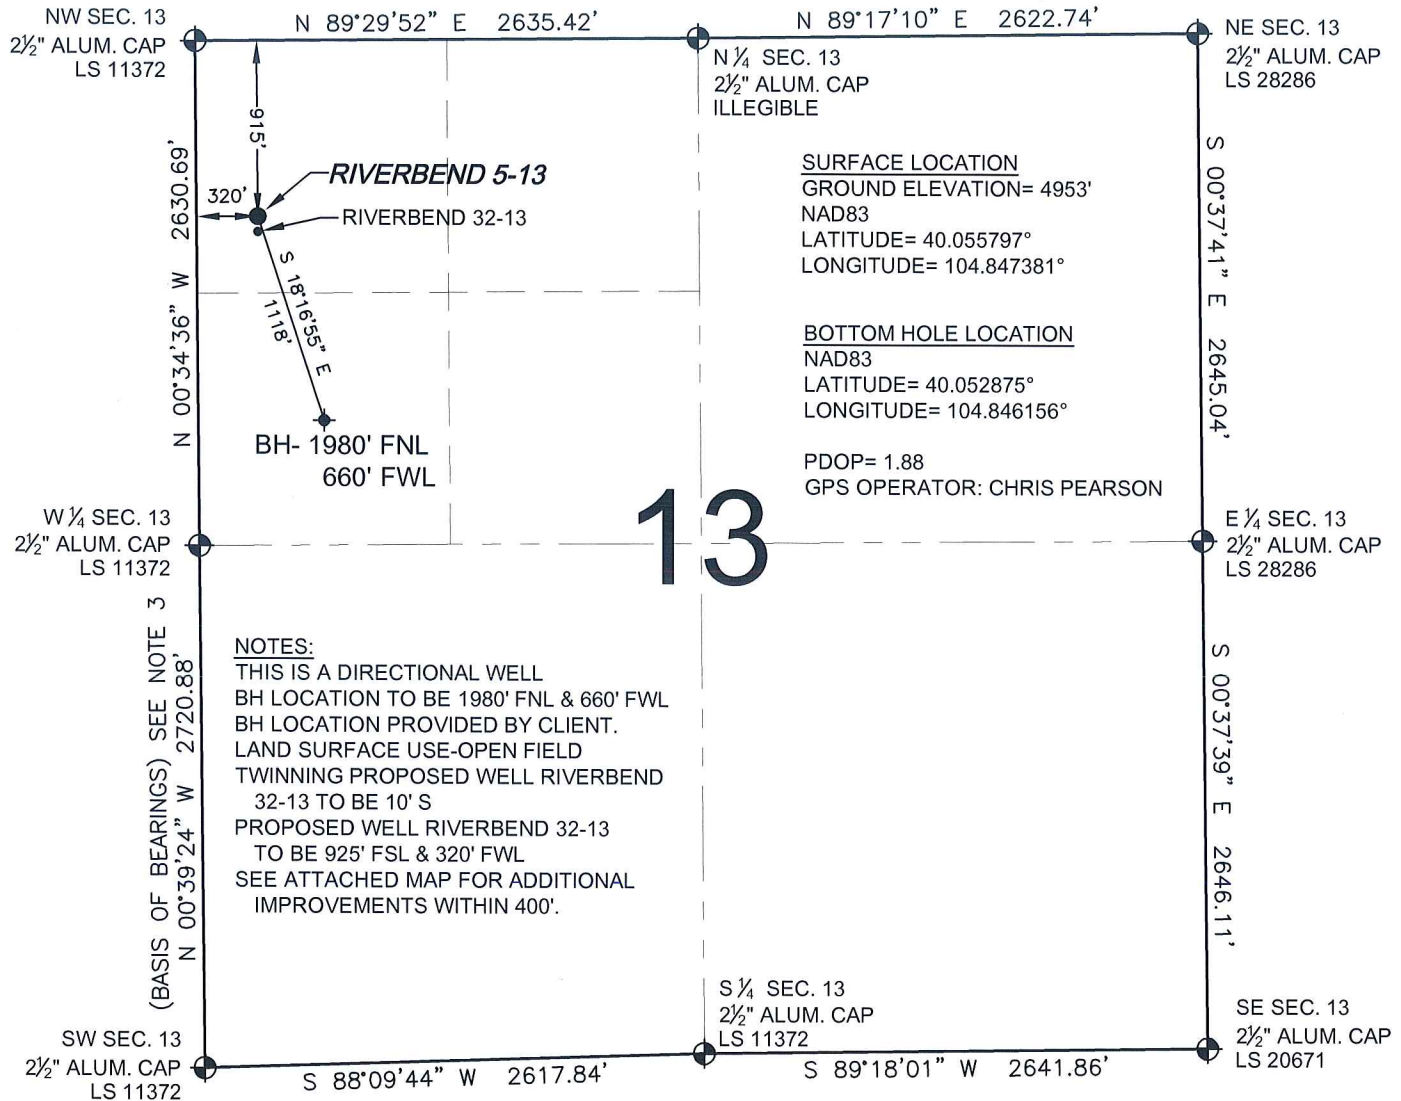 NW SEC. 13
2½" ALUM. CAP
LS 11372
N 89°29'52" E 2635.42'
N 89°17'10" E 2622.74'
NE SEC. 13
2½" ALUM. CAP
LS 28286
N ¼ SEC. 13
2½" ALUM. CAP
ILLEGIBLE
915'
320'
RIVERBEND 5-13
RIVERBEND 32-13
N 00°34'36" W 2630.69'
S 18°16'55" E
1118'
BH- 1980' FNL
660' FWL
SURFACE LOCATION
GROUND ELEVATION= 4953'
NAD83
LATITUDE= 40.055797°
LONGITUDE= 104.847381°
BOTTOM HOLE LOCATION
NAD83
LATITUDE= 40.052875°
LONGITUDE= 104.846156°
PDOP= 1.88
GPS OPERATOR: CHRIS PEARSON
S 00°37'41" E 2645.04'
13
W ¼ SEC. 13
2½" ALUM. CAP
LS 11372
E ¼ SEC. 13
2½" ALUM. CAP
LS 28286
(BASIS OF BEARINGS) SEE NOTE 3
N 00°39'24" W 2720.88'
NOTES:
THIS IS A DIRECTIONAL WELL
BH LOCATION TO BE 1980' FNL & 660' FWL
BH LOCATION PROVIDED BY CLIENT.
LAND SURFACE USE-OPEN FIELD
TWINNING PROPOSED WELL RIVERBEND
32-13 TO BE 10' S
PROPOSED WELL RIVERBEND 32-13
TO BE 925' FSL & 320' FWL
SEE ATTACHED MAP FOR ADDITIONAL
IMPROVEMENTS WITHIN 400'.
S 00°37'39" E 2646.11'
SW SEC. 13
2½" ALUM. CAP
LS 11372
S 88°09'44" W 2617.84'
S ¼ SEC. 13
2½" ALUM. CAP
LS 11372
S 89°18'01" W 2641.86'
SE SEC. 13
2½" ALUM. CAP
LS 20671